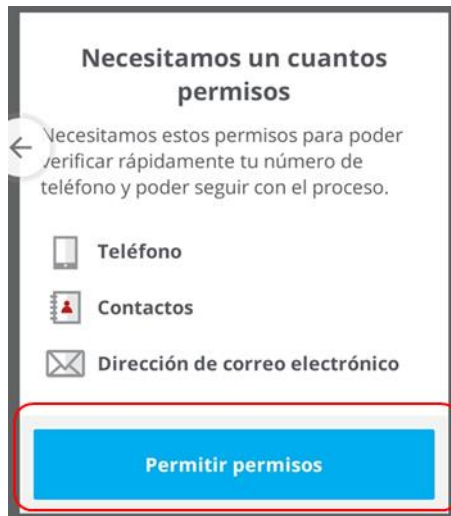 Necesitamos un cuantos
permisos
Necesitamos estos permisos para poder
verificar rápidamente tu número de
teléfono y poder seguir con el proceso.
Teléfono
Contactos
Dirección de correo electrónico
Permitir permisos